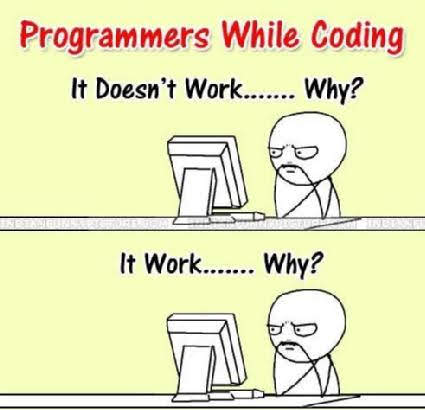 Programmers While Coding
It Doesn't Work....... Why?
It Work....... Why?